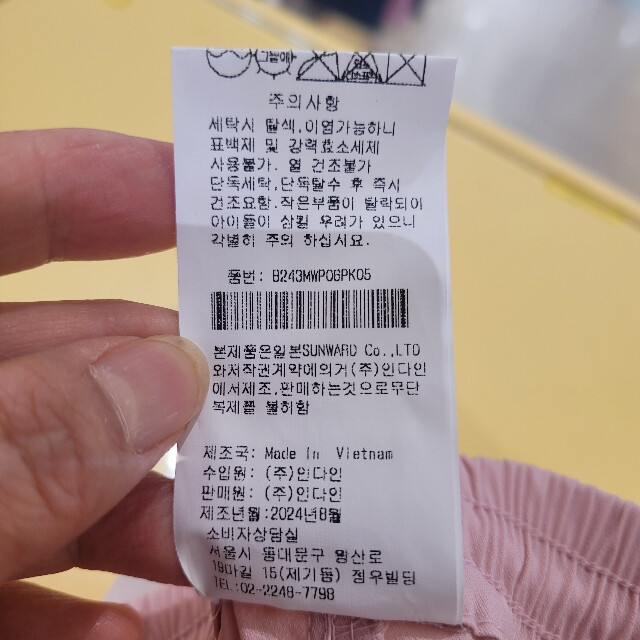 그늘에
주의사항
세탁시 탈색,이염가능하니
표백제 및 강력효소세제
사용불가. 열 건조불가
단독세탁,단독탈수 후 즉시
건조요함.작은부품이 탈락되어
아이들이 삼킬 우려가 있으니
각별히 주의 하십시요.
품번: B243MWP06PK05
본제품은일본SUNWARD Co.,LTD
와저작권계약에의거(주)인다인
에서제조,판매하는것으로무단
복제를 불허함
제조국: Made In Vietnam
수입원: (주)인다인
판매원: (주)인다인
제조년월:2024년8월
소비자상담실
서울시 동대문구 왕산로
19마길 15(제기동) 정우빌딩
TEL:02-2248-7798